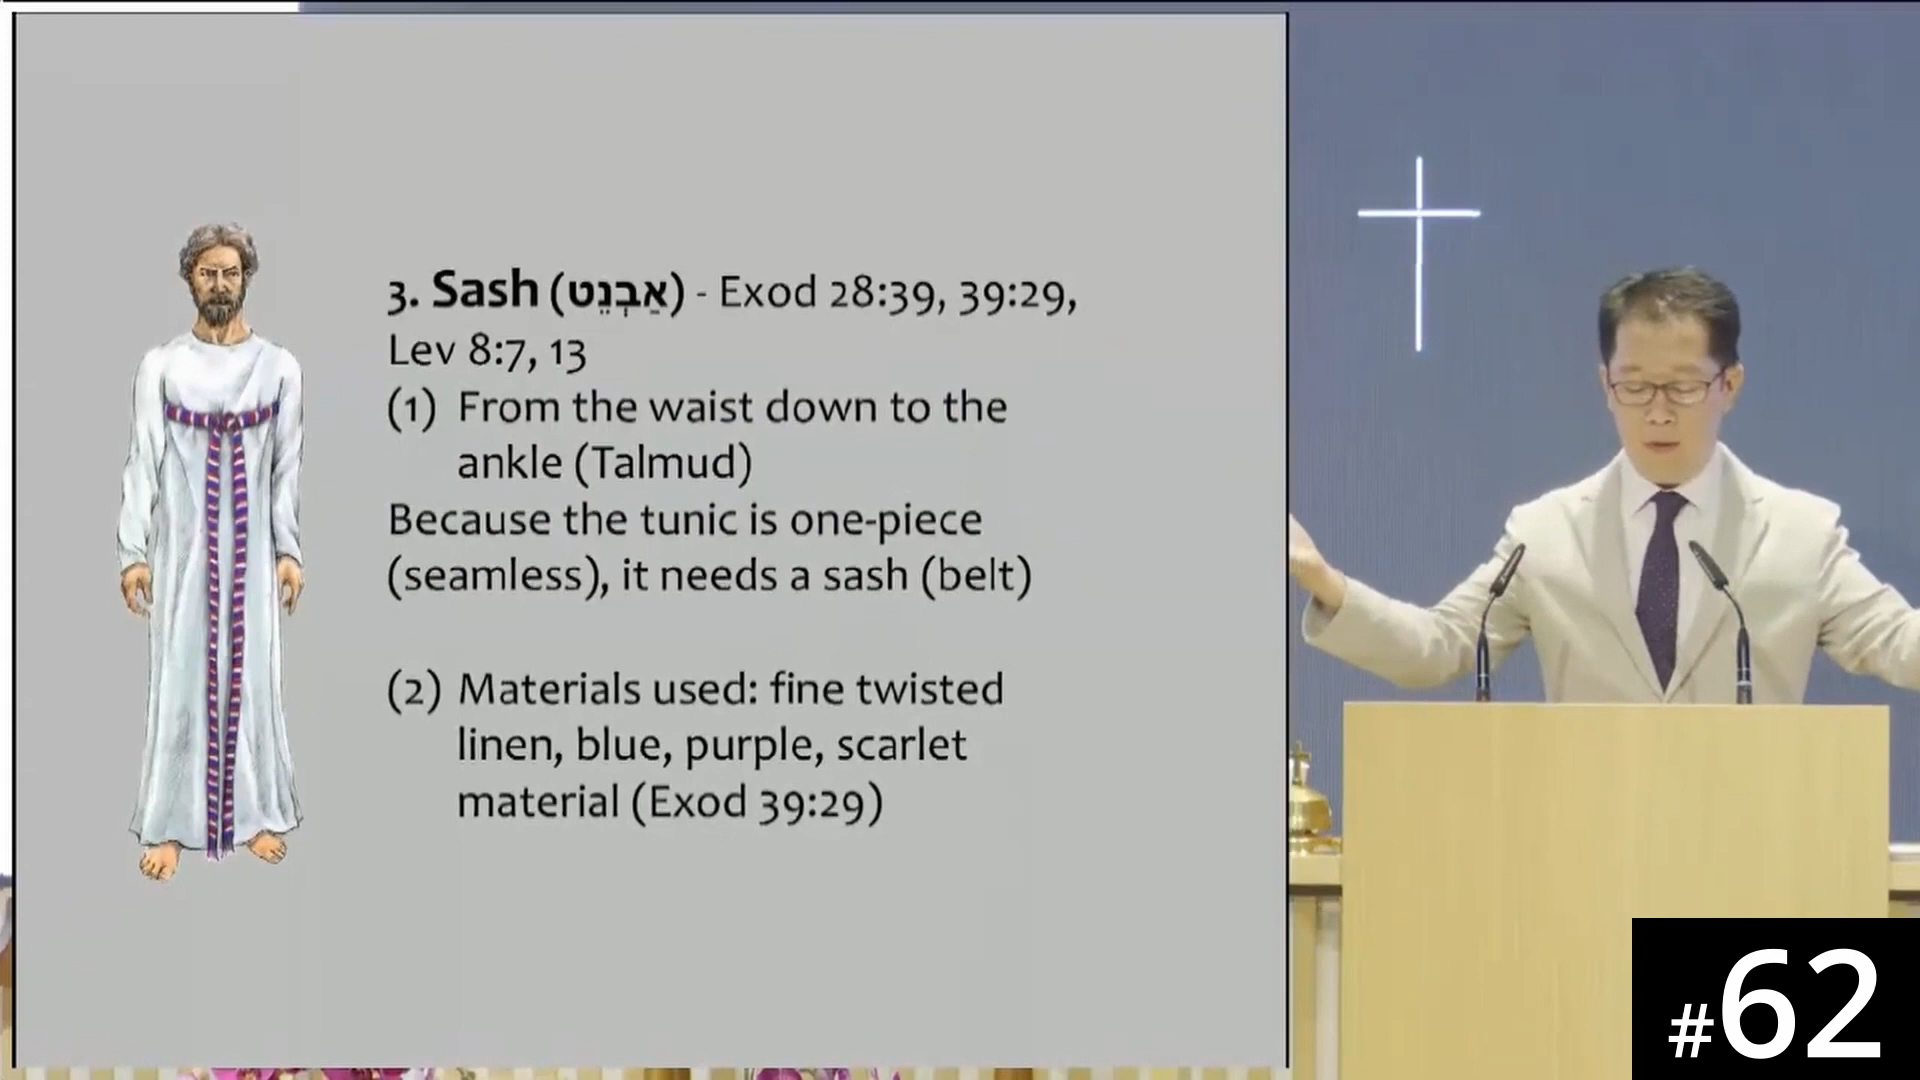 3. Sash (אַבְנֵט) - Exod 28:39, 39:29,
Lev 8:7, 13
(1) From the waist down to the
ankle (Talmud)
Because the tunic is one-piece
(seamless), it needs a sash (belt)
(2) Materials used: fine twisted
linen, blue, purple, scarlet
material (Exod 39:29)
#62